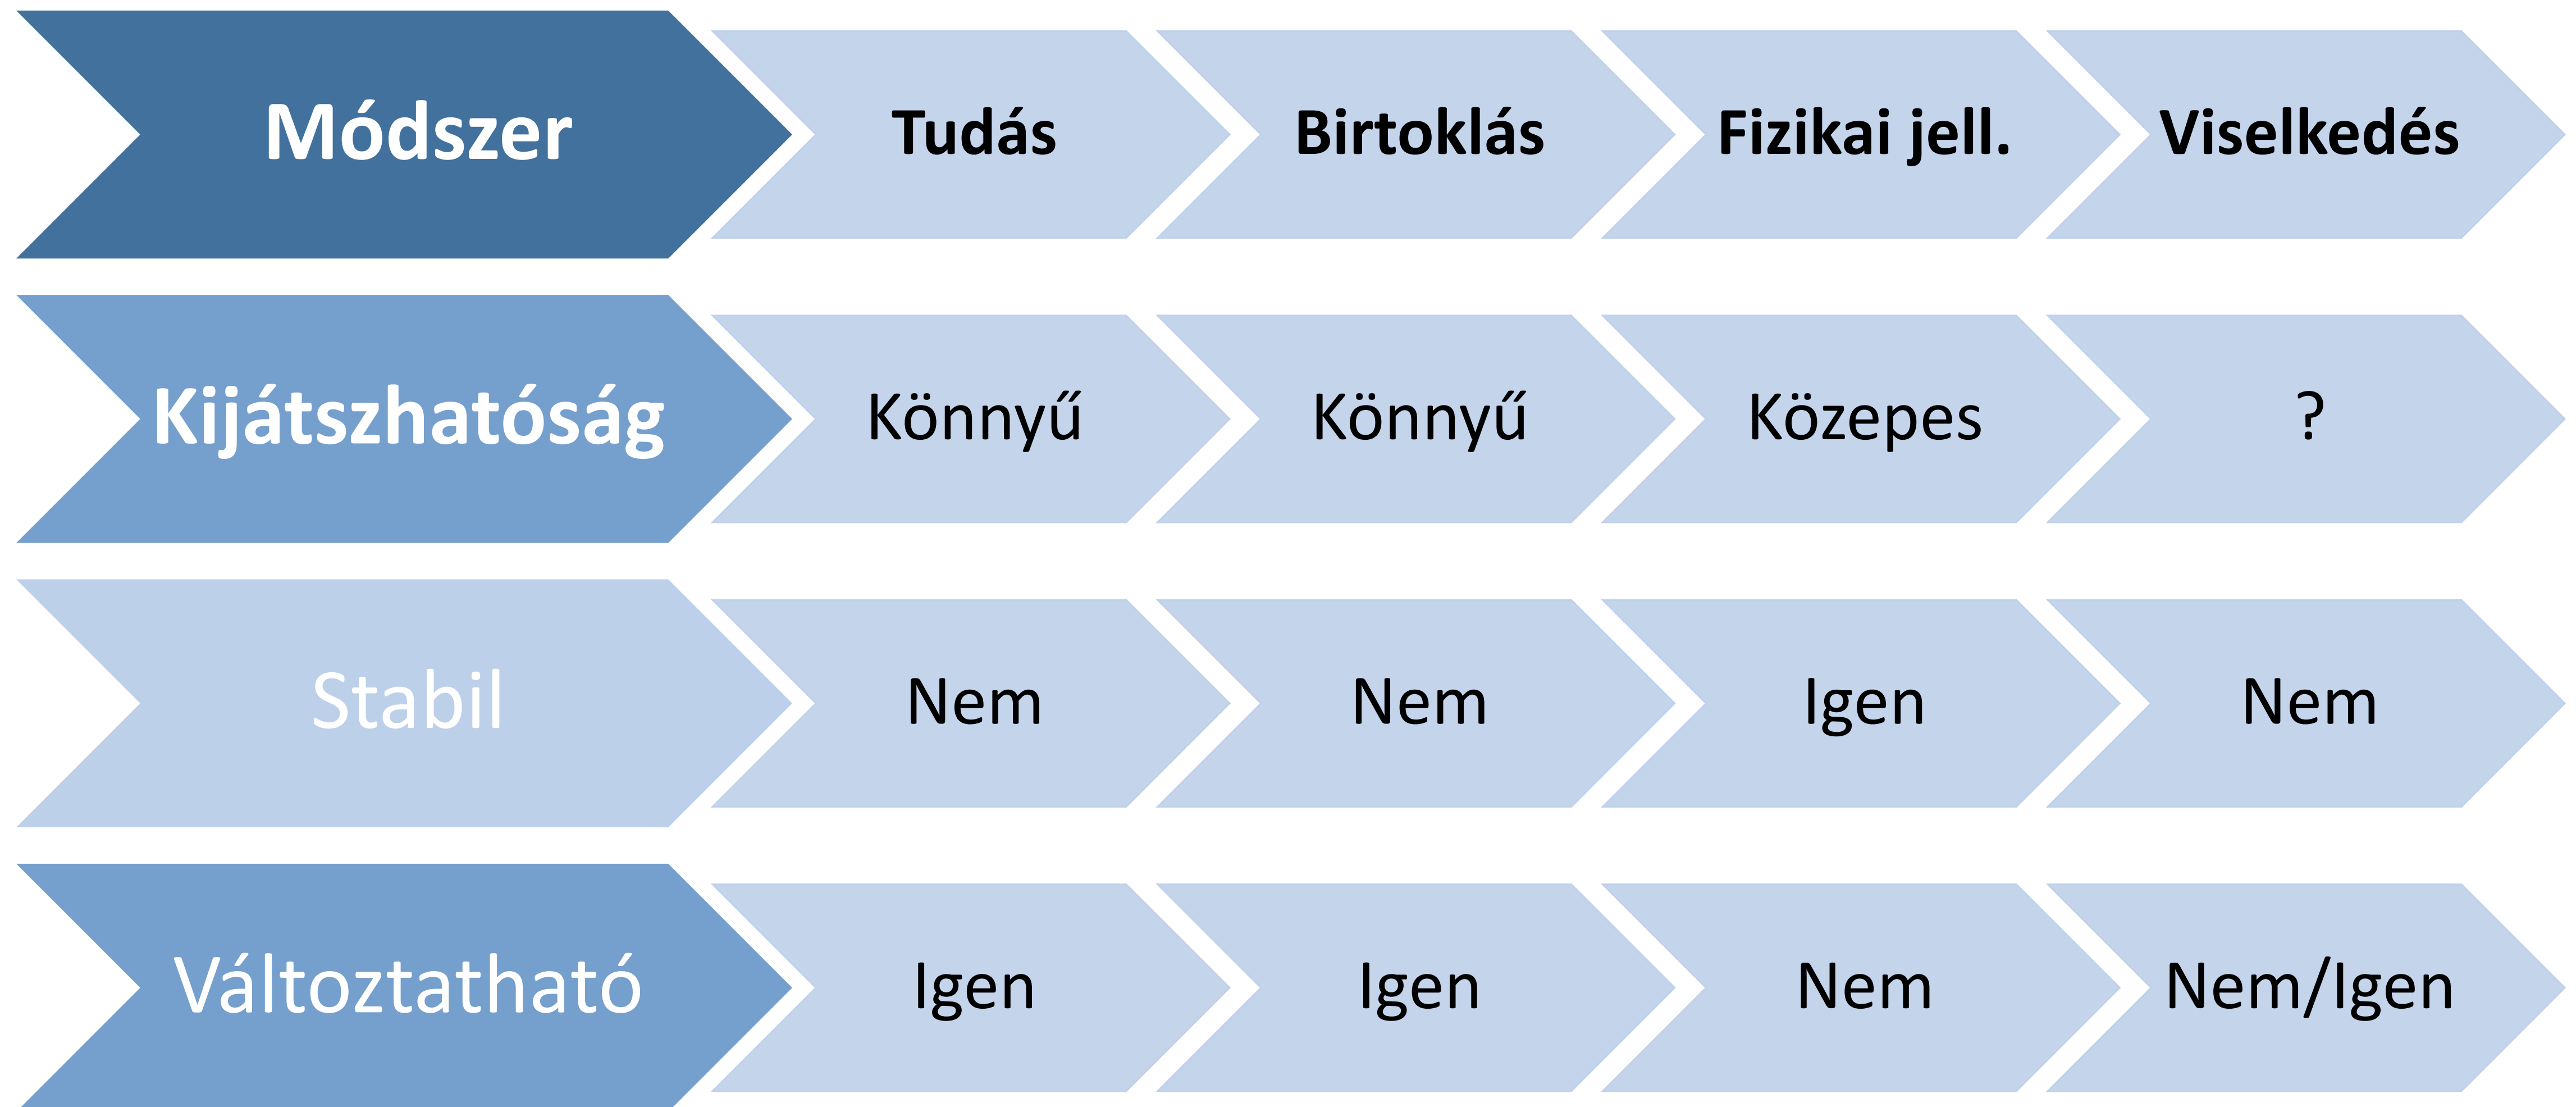 Módszer Tudás Birtoklás Fizikai jell. Viselkedés
Kijátszhatóság Könnyű Könnyű Közepes ?
Stabil Nem Nem Igen Nem
Változtatható Igen Igen Nem Nem/Igen